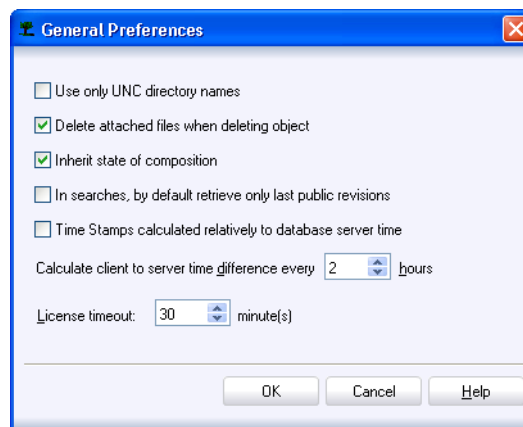 General Preferences
Use only UNC directory names
Delete attached files when deleting object
Inherit state of composition
In searches, by default retrieve only last public revisions
Time Stamps calculated relatively to database server time
Calculate client to server time difference every 2 hours
License timeout: 30 minute(s)
OK Cancel Help